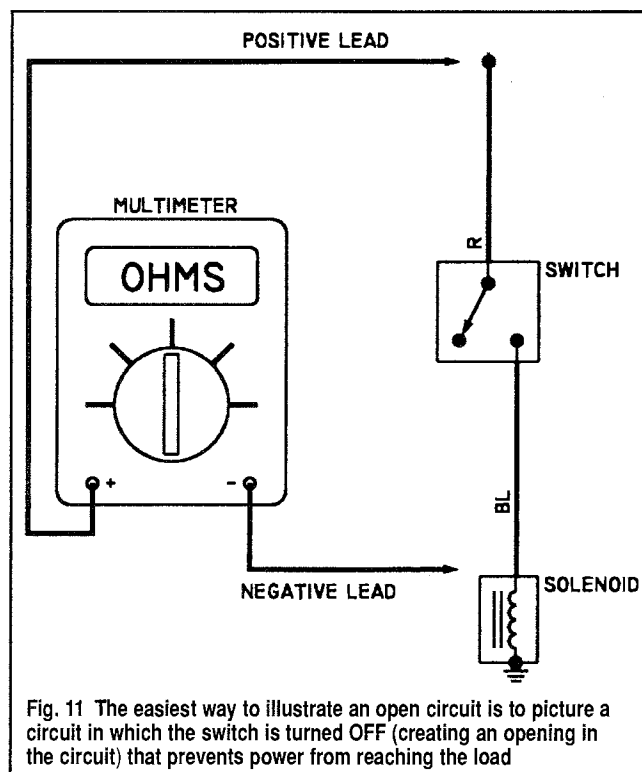 POSITIVE LEAD
MULTIMETER
OHMS
R
SWITCH
+
-
BL
NEGATIVE LEAD
SOLENOID
Fig. 11 The easiest way to illustrate an open circuit is to picture a
circuit in which the switch is turned OFF (creating an opening in
the circuit) that prevents power from reaching the load